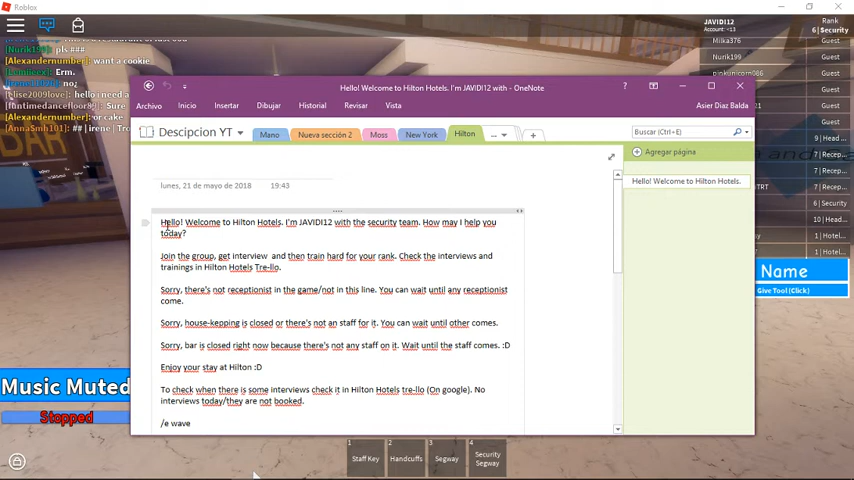 Roblox
JAVIDI12
Account: <13
Rank
6 | Security
Milka376 Guest
Nurik199 Guest
pinkunicorn986 Guest
Guest
Guest
9 | Head ...
7 | Recep...
7 | Recep...
7 | Recep...
6 | Security
10 | Head...
1 | Hotel...
1 | Hotel...
[Nurik199]: pls ###
[Alexandernumber]: want a cookie
Erm.
no?
[elise2009love]: hello i need a
[funtimedancefloor89]: Sure
[Alexandernumber]: or cake
[AnnaSmh101]: ## | irene | Tro
BAR
Hello! Welcome to Hilton Hotels. I'm JAVIDI12 with - OneNote
Archivo Inicio Insertar Dibujar Historial Revisar Vista
Asier Díaz Balda
Descipcion YT
Mano Nueva sección 2 Moss New York Hilton ... +
Buscar (Ctrl+E)
Agregar página
Hello! Welcome to Hilton Hotels.
lunes, 21 de mayo de 2018 19:43
Hello! Welcome to Hilton Hotels. I'm JAVIDI12 with the security team. How may I help you
today?
Join the group, get interview and then train hard for your rank. Check the interviews and
trainings in Hilton Hotels Tre-llo.
Sorry, there's not receptionist in the game/not in this line. You can wait until any receptionist
come.
Sorry, house-kepping is closed or there's not an staff for it. You can wait until other comes.
Sorry, bar is closed right now because there's not any staff on it. Wait until the staff comes. :D
Enjoy your stay at Hilton :D
To check when there is some interviews check it in Hilton Hotels tre-llo (On google). No
interviews today/they are not booked.
/e wave
Name
Give Tool (Click)
Music Muted
Stopped
1 2 3 4
Staff Key Handcuffs Segway Security
Segway